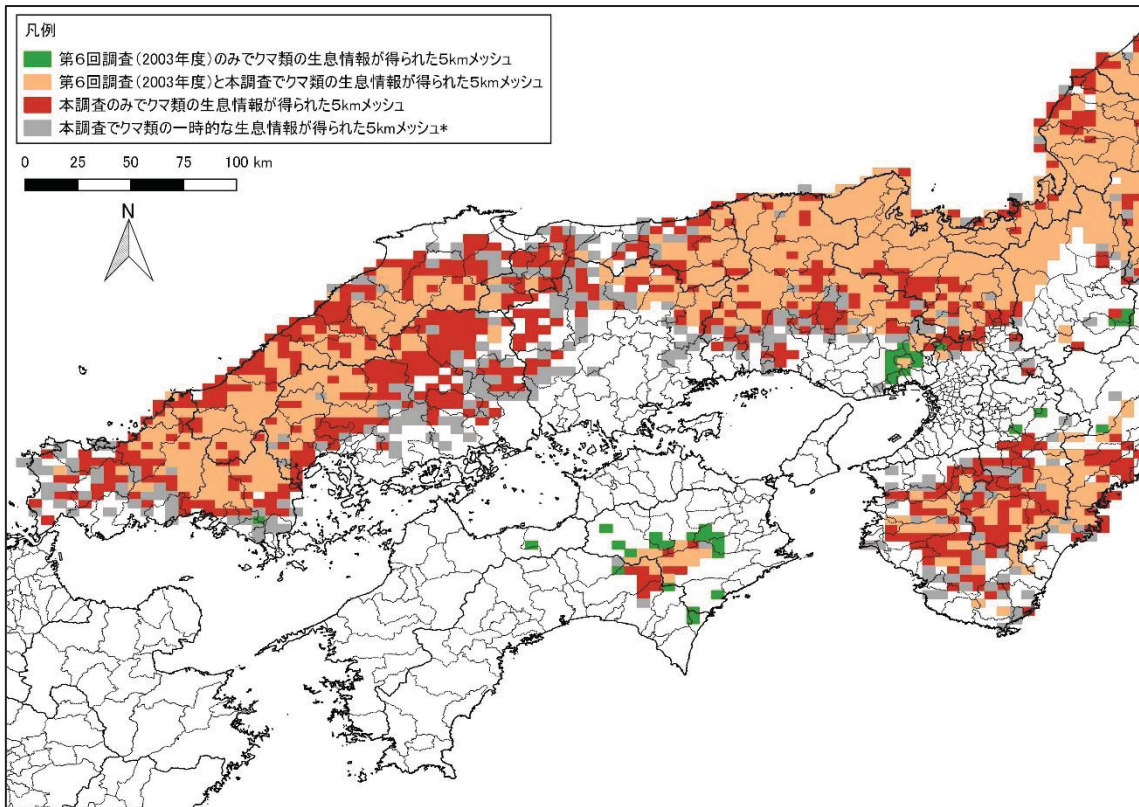 凡例
第6回調査(2003年度)のみでクマ類の生息情報が得られた5kmメッシュ
第6回調査(2003年度)と本調査でクマ類の生息情報が得られた5kmメッシュ
本調査のみでクマ類の生息情報が得られた5kmメッシュ
本調査でクマ類の一時的な生息情報が得られた5kmメッシュ*
0 25 50 75 100 km
N